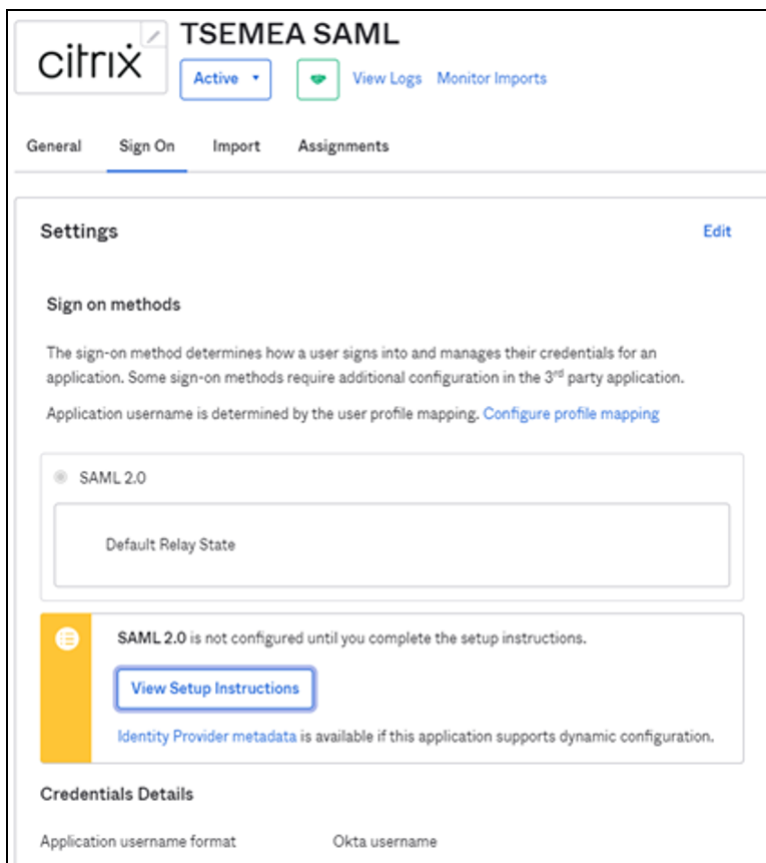 TSEMEA SAML
citrix
Active
View Logs
Monitor Imports
General
Sign On
Import
Assignments
Settings
Edit
Sign on methods
The sign-on method determines how a user signs into and manages their credentials for an
application. Some sign-on methods require additional configuration in the 3rd party application.
Application username is determined by the user profile mapping. Configure profile mapping
SAML 2.0
Default Relay State
SAML 2.0 is not configured until you complete the setup instructions.
View Setup Instructions
Identity Provider metadata is available if this application supports dynamic configuration.
Credentials Details
Application username format
Okta username